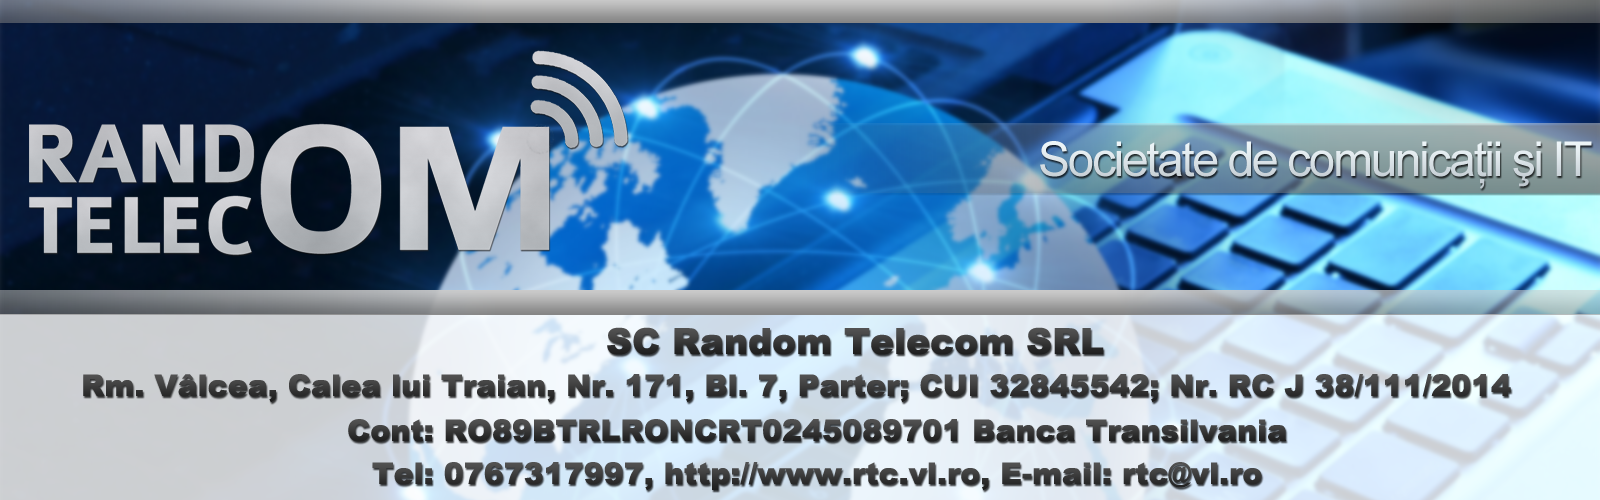 RANDOM
TELECOM
Societate de comunicații şi IT
SC Random Telecom SRL
Rm. Vâlcea, Calea lui Traian, Nr. 171, Bl. 7, Parter; CUI 32845542; Nr. RC J 38/111/2014
Cont: RO89BTRLRONCRT0245089701 Banca Transilvania
Tel: 0767317997, http://www.rtc.vl.ro, E-mail: rtc@vl.ro